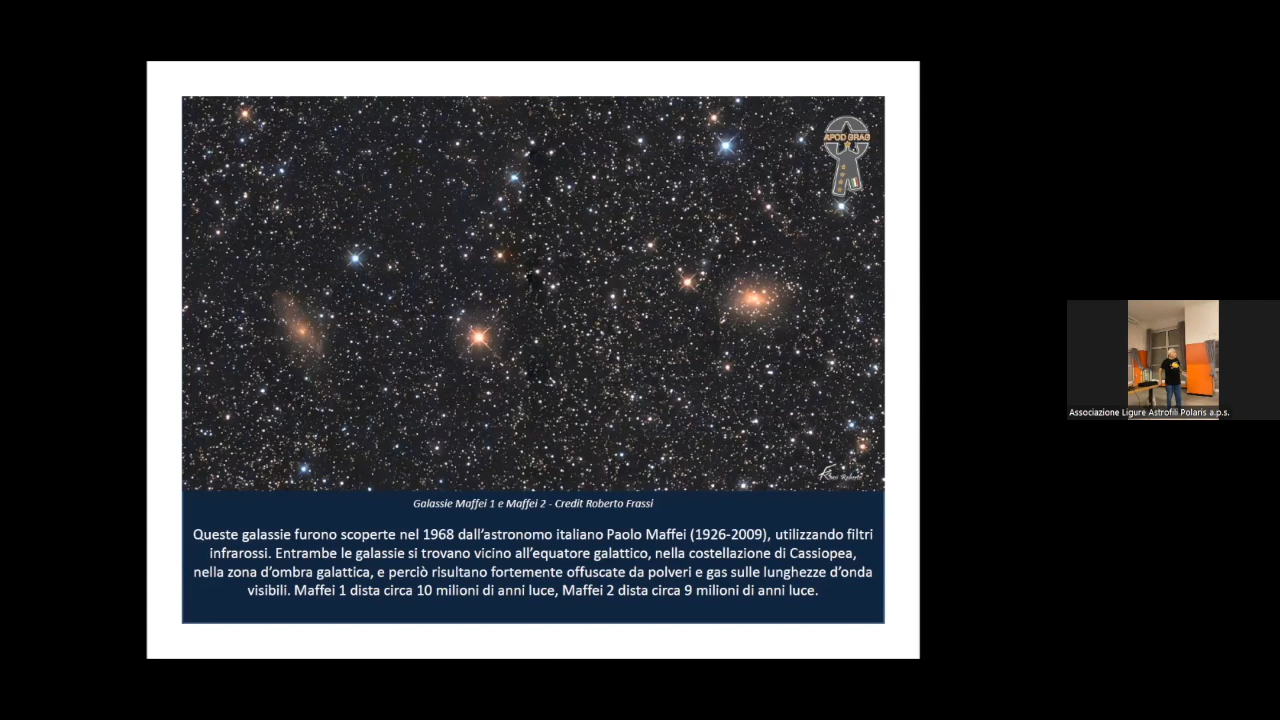 APOD GRAG
Galassie Maffei 1 e Maffei 2 - Credit Roberto Frassi
Queste galassie furono scoperte nel 1968 dall'astronomo italiano Paolo Maffei (1926-2009), utilizzando filtri
infrarossi. Entrambe le galassie si trovano vicino all'equatore galattico, nella costellazione di Cassiopea,
nella zona d'ombra galattica, e perciò risultano fortemente offuscate da polveri e gas sulle lunghezze d'onda
visibili. Maffei 1 dista circa 10 milioni di anni luce, Maffei 2 dista circa 9 milioni di anni luce.
Associazione Ligure Astrofili Polaris a.p.s.